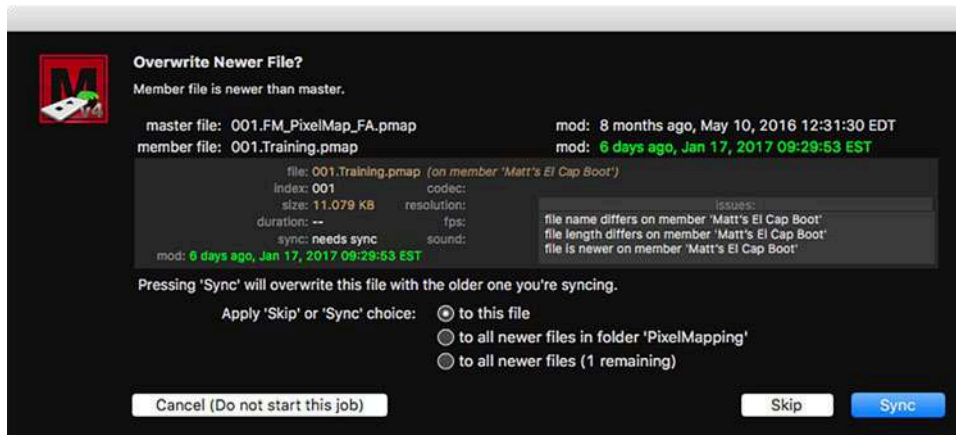 M
v4
Overwrite Newer File?
Member file is newer than master.
master file: 001.FM_PixelMap_FA.pmap
mod: 8 months ago, May 10, 2016 12:31:30 EDT
member file: 001.Training.pmap
mod: 6 days ago, Jan 17, 2017 09:29:53 EST
file: 001.Training.pmap (on member 'Matt's El Cap Boot')
index: 001
codec:
size: 11.079 KB
resolution:
duration: --
fps:
sync: needs sync
sound:
mod: 6 days ago, Jan 17, 2017 09:29:53 EST
issues:
file name differs on member 'Matt's El Cap Boot'
file length differs on member 'Matt's El Cap Boot'
file is newer on member 'Matt's El Cap Boot'
Pressing 'Sync' will overwrite this file with the older one you're syncing.
Apply 'Skip' or 'Sync' choice:
to this file
to all newer files in folder 'PixelMapping'
to all newer files (1 remaining)
Cancel (Do not start this job)
Skip
Sync